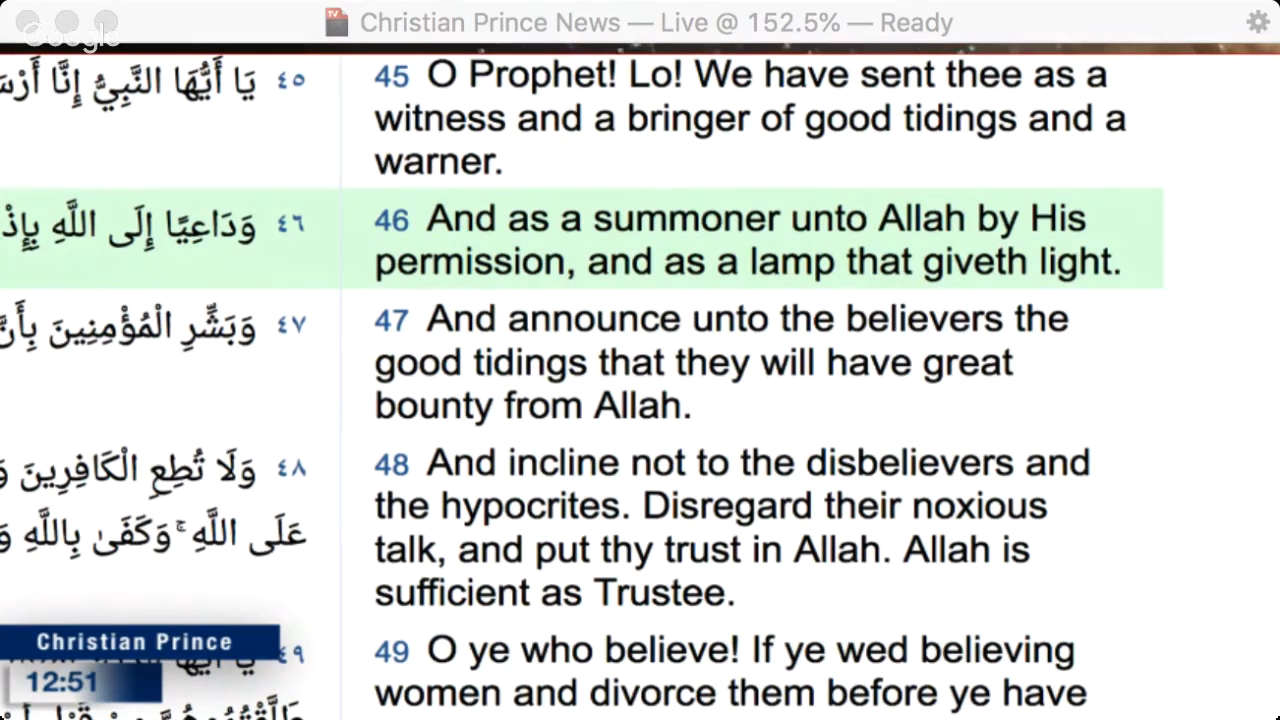 Christian Prince News — Live @ 152.5% — Ready
Google
٤٥ يَا أَيُّهَا النَّبِيُّ إِنَّا
45 O Prophet! Lo! We have sent thee as a
witness and a bringer of good tidings and a
warner.
٤٦ وَدَاعِيًا إِلَى اللَّهِ
46 And as a summoner unto Allah by His
permission, and as a lamp that giveth light.
٤٧ وَبَشِّرِ الْمُؤْمِنِينَ
47 And announce unto the believers the
good tidings that they will have great
bounty from Allah.
٤٨ وَلَا تُطِعِ الْكَافِرِينَ
عَلَى اللَّهِ ۚ وَكَفَىٰ بِاللَّهِ
48 And incline not to the disbelievers and
the hypocrites. Disregard their noxious
talk, and put thy trust in Allah. Allah is
sufficient as Trustee.
٤٩
49 O ye who believe! If ye wed believing
women and divorce them before ye have
Christian Prince
12:51